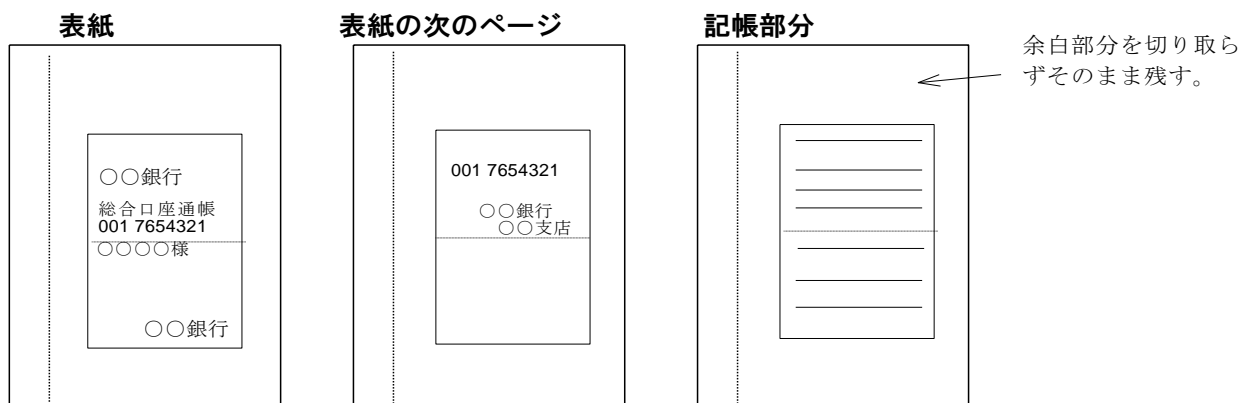 表紙
表紙の次のページ
記帳部分
余白部分を切り取ら
ずそのまま残す。
○○銀行
総合口座通帳
001 7654321
○○○○様
○○銀行
001 7654321
○○銀行
○○支店